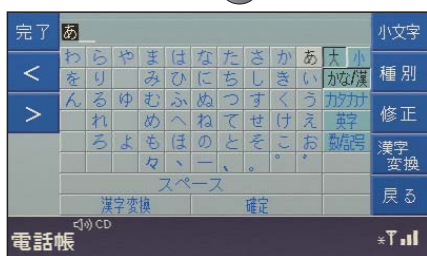 完了 あ 小文字
わ ら や ま は な た さ か あ 大 小
< を り み ひ に ち し き い かな/漢 種別
ん る ゆ む ふ ぬ つ す く う カタカナ
> れ め へ ね て せ け え 英字 修正
ろ よ も ほ の と そ こ お 数/記号 漢字
々 ヽ ー 、 。 ゛ ゜ 変換
スペース
漢字変換 確定 戻る
CD
電話帳